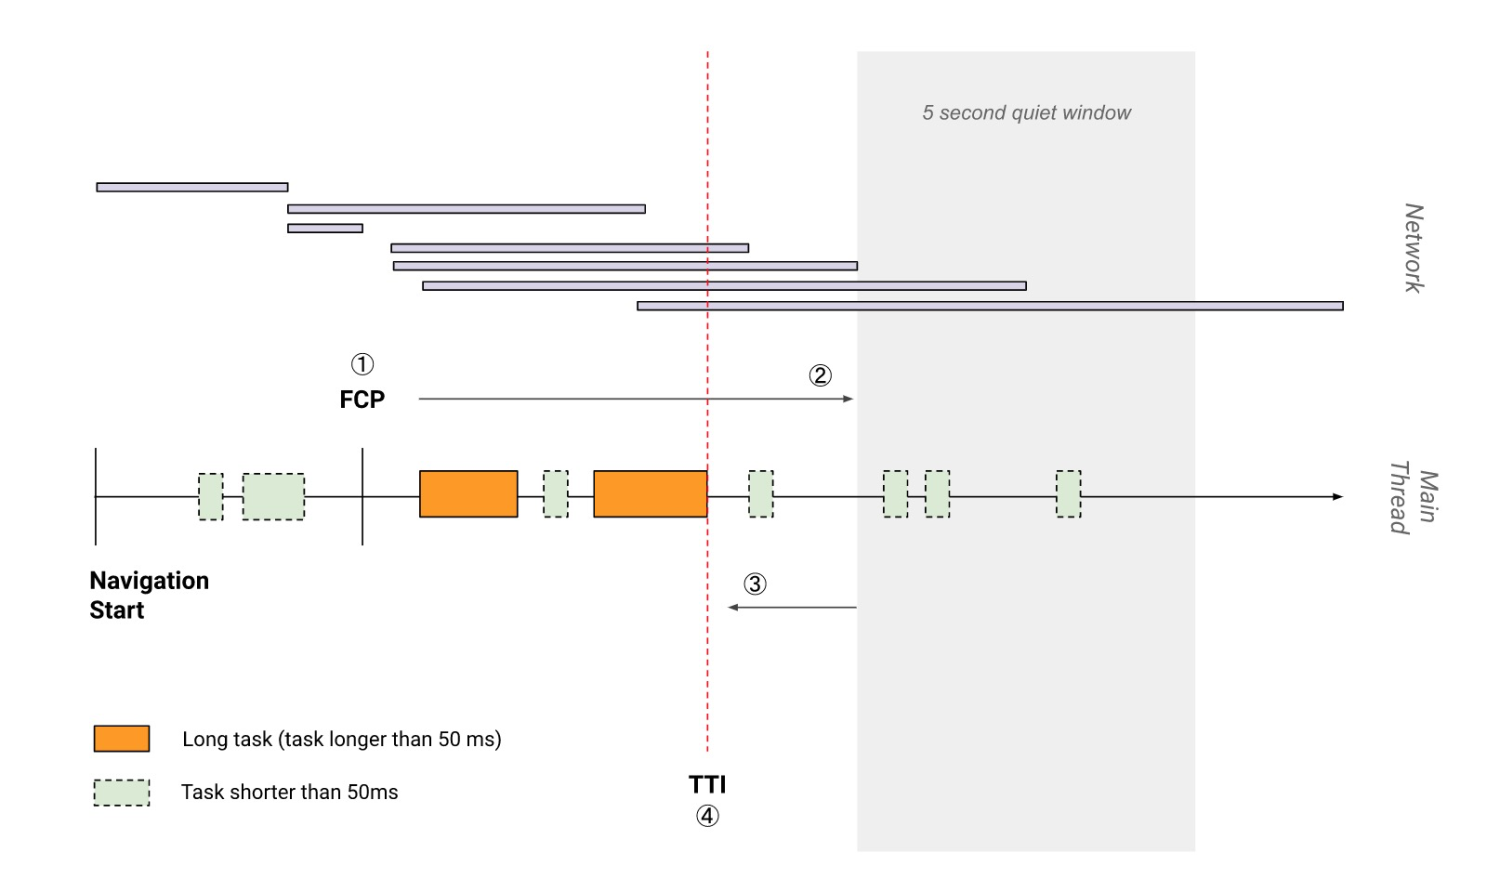 5 second quiet window
Network
①
FCP
②
Main
Thread
Navigation
Start
③
Long task (task longer than 50 ms)
Task shorter than 50ms
TTI
④